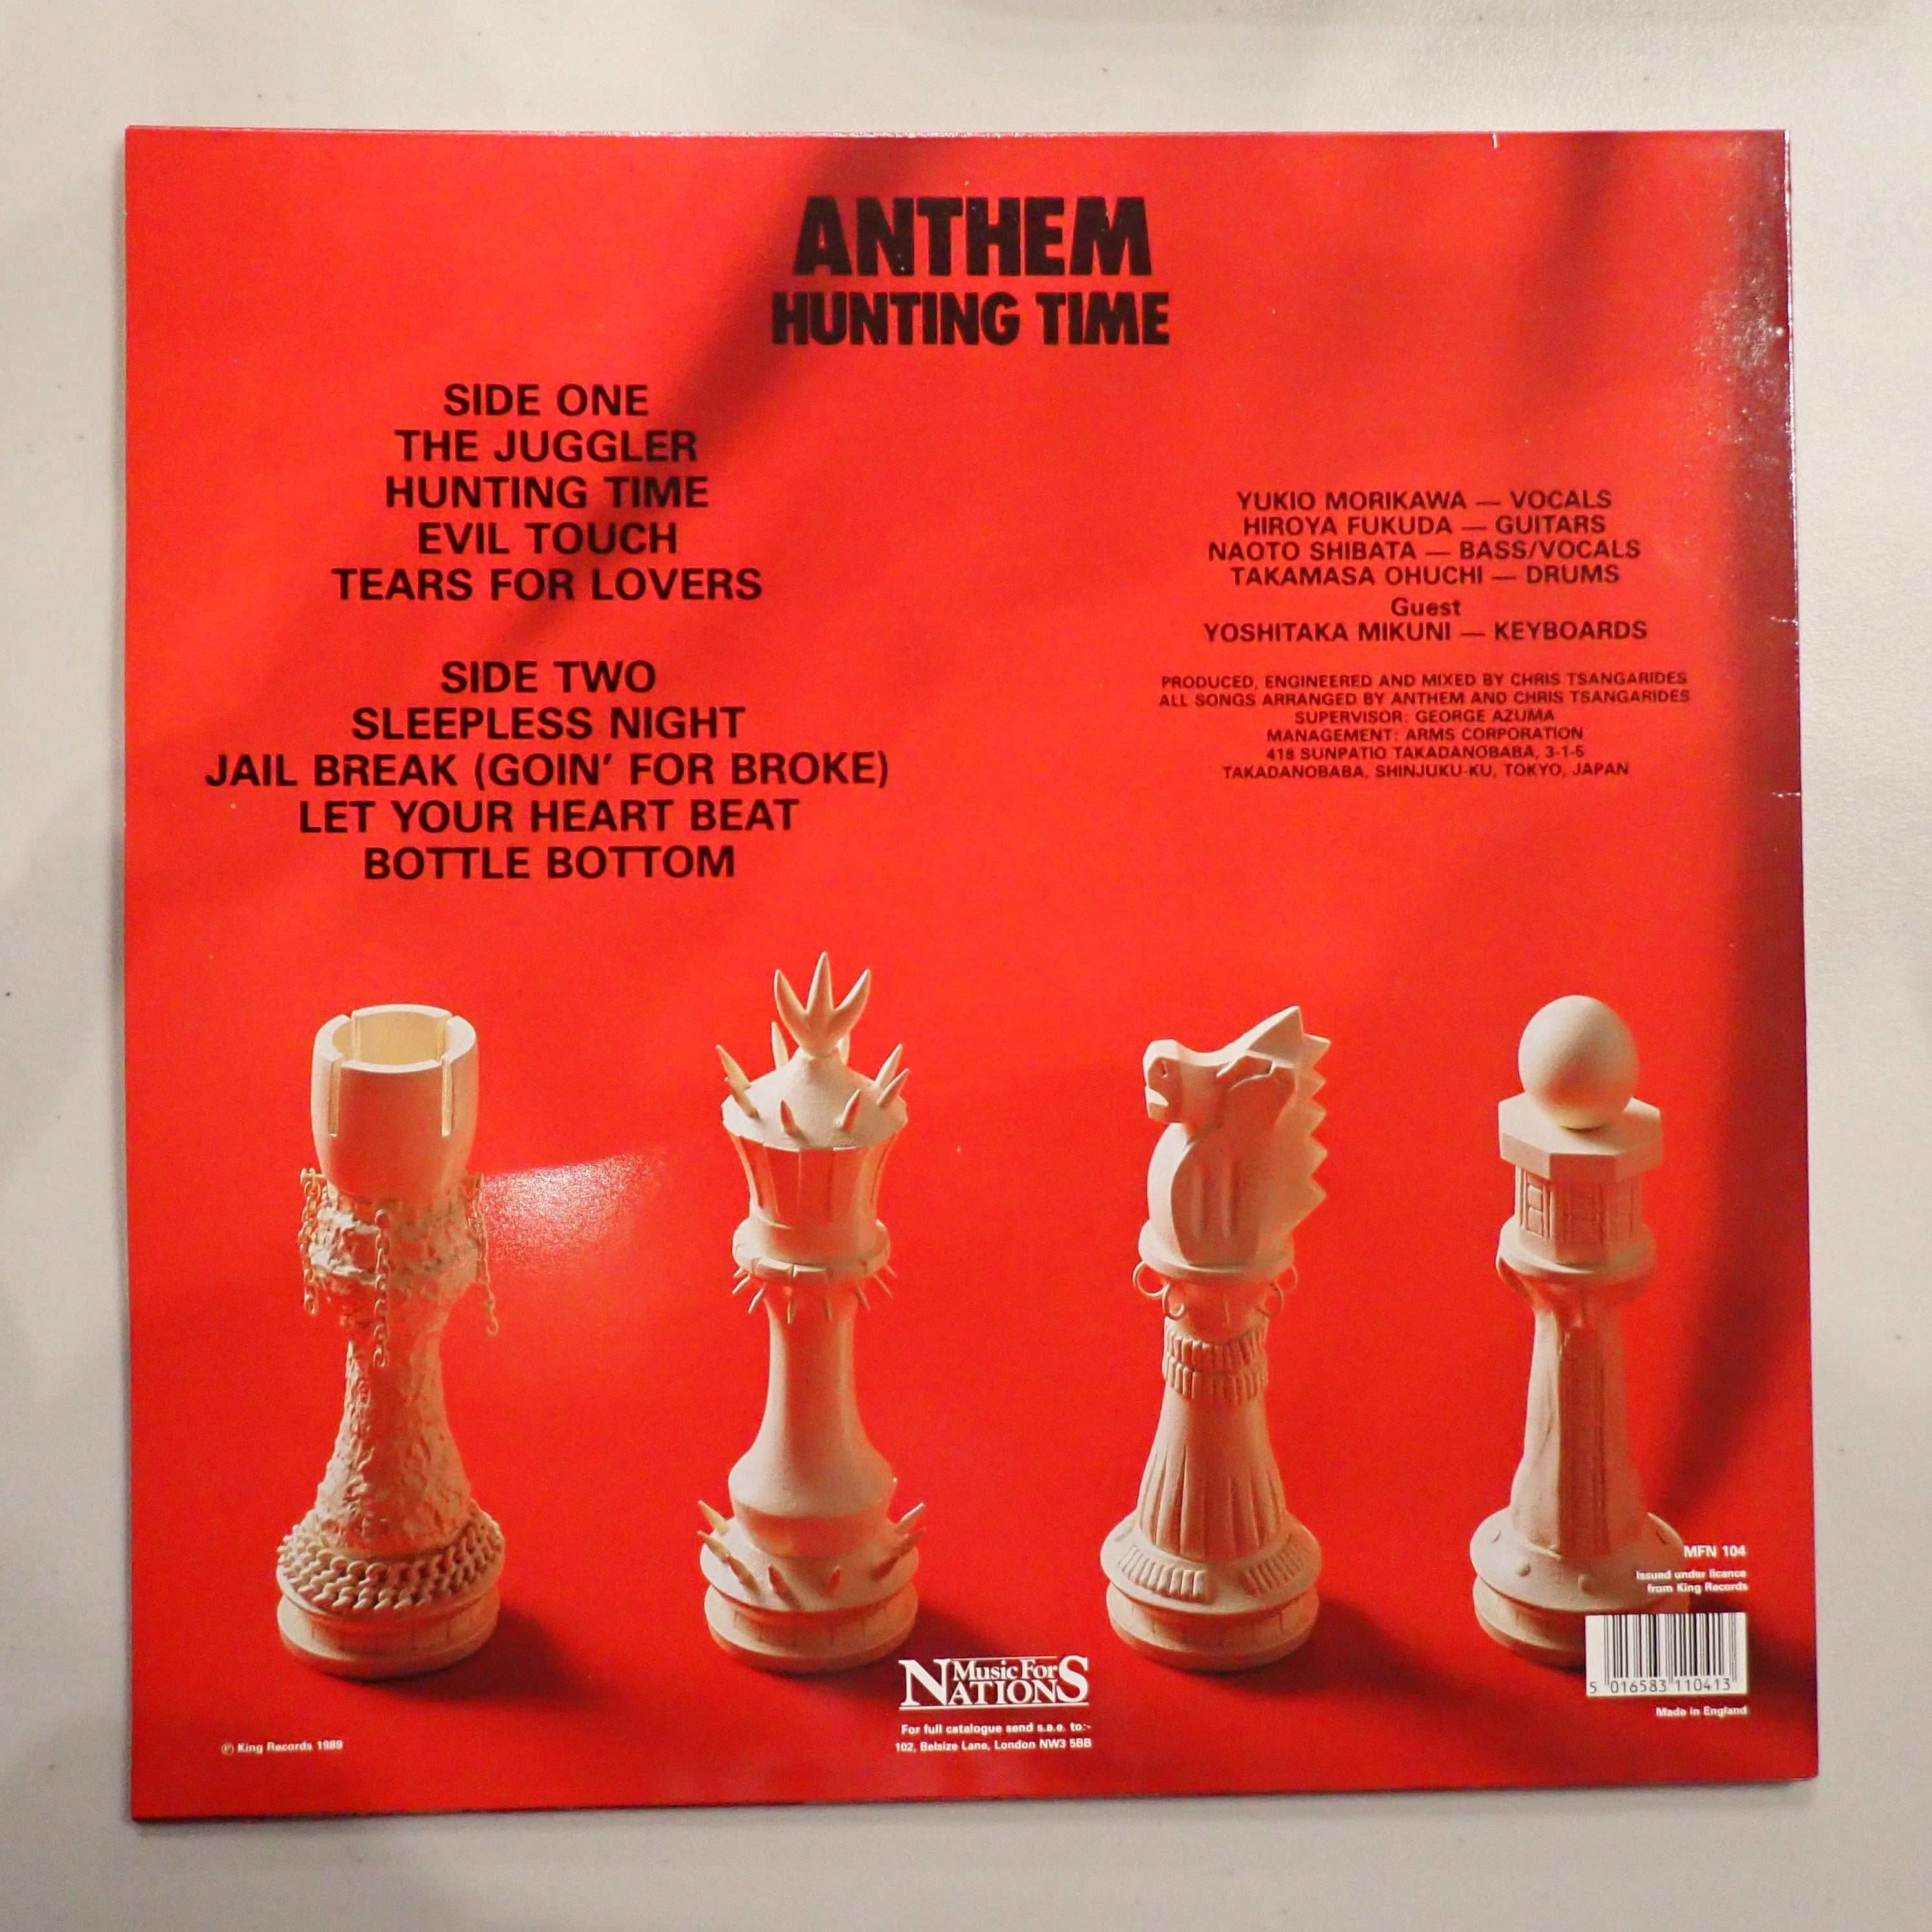 ANTHEM
HUNTING TIME
SIDE ONE
THE JUGGLER
HUNTING TIME
EVIL TOUCH
TEARS FOR LOVERS
SIDE TWO
SLEEPLESS NIGHT
JAIL BREAK (GOIN' FOR BROKE)
LET YOUR HEART BEAT
BOTTLE BOTTOM
YUKIO MORIKAWA — VOCALS
HIROYA FUKUDA — GUITARS
NAOTO SHIBATA — BASS/VOCALS
TAKAMASA OHUCHI — DRUMS
Guest
YOSHITAKA MIKUNI — KEYBOARDS
PRODUCED, ENGINEERED AND MIXED BY CHRIS TSANGARIDES
ALL SONGS ARRANGED BY ANTHEM AND CHRIS TSANGARIDES
SUPERVISOR: GEORGE AZUMA
MANAGEMENT: ARMS CORPORATION
418 SUNPATIO TAKADANOBABA, 3-1-5
TAKADANOBABA, SHINJUKU-KU, TOKYO, JAPAN
MFN 104
Issued under licence
from King Records
5 016583 110413
Made in England
Music For
NATIONS
For full catalogue send s.a.e. to:-
102, Belsize Lane, London NW3 5BB
℗ King Records 1989